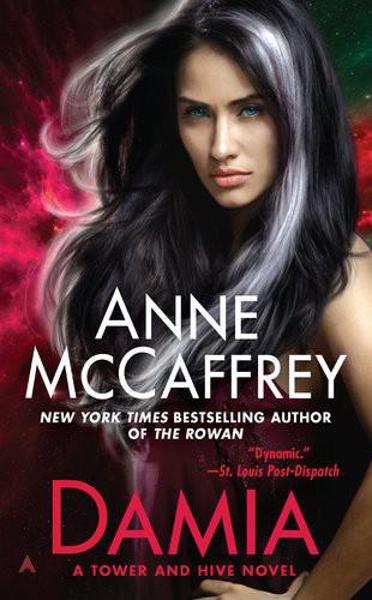 ANNE
McCAFFREY
NEW YORK TIMES BESTSELLING AUTHOR
OF THE ROWAN
"Dynamic."
—St. Louis Post-Dispatch
DAMIA
A TOWER AND HIVE NOVEL